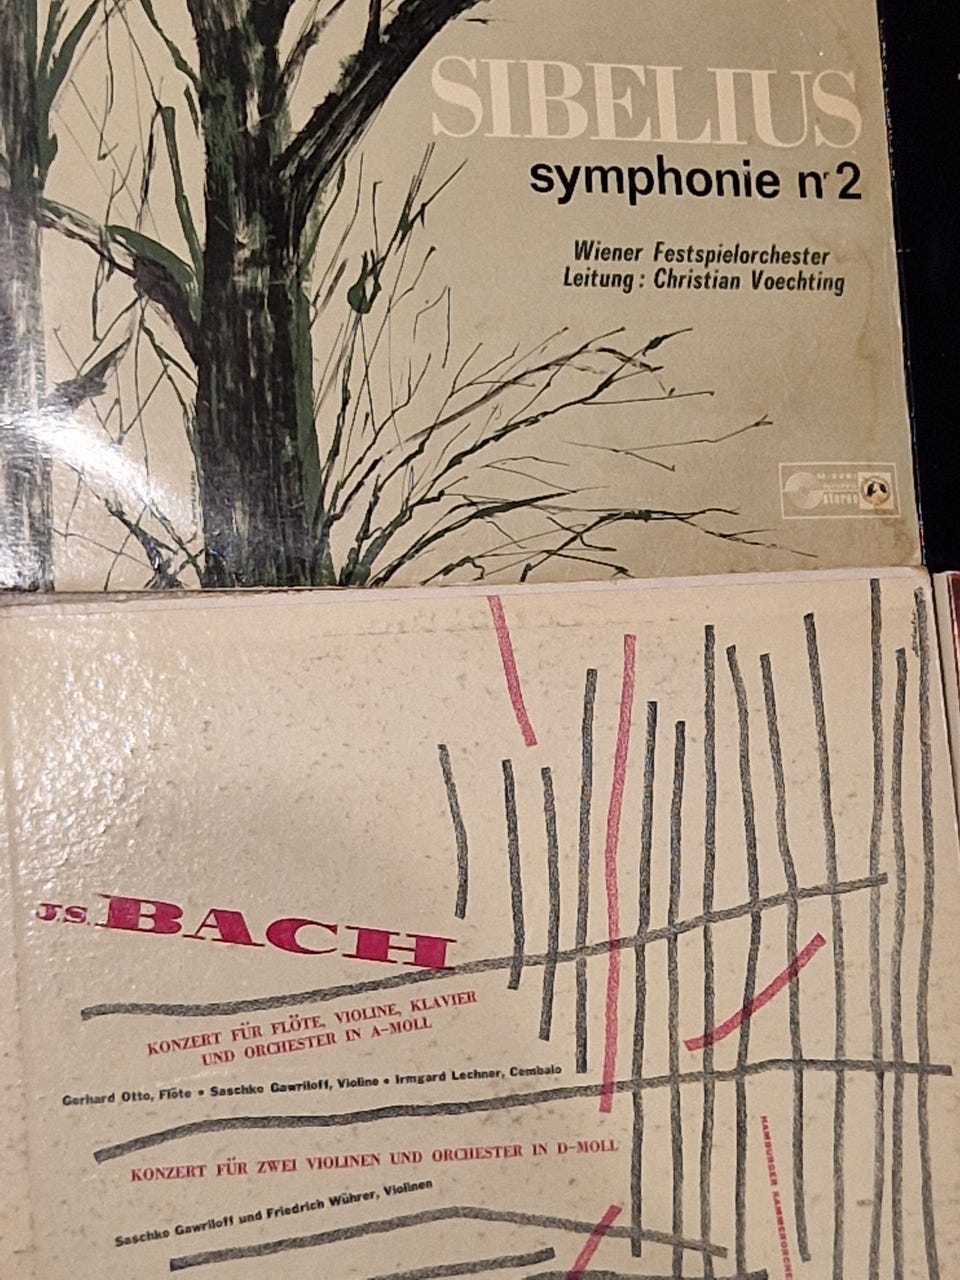 SIBELIUS
symphonie nr 2
Wiener Festspielorchester
Leitung: Christian Voechting
stereo
J.S. BACH
KONZERT FÜR FLÖTE, VIOLINE, KLAVIER
UND ORCHESTER IN A-MOLL
Gerhard Otto, Flöte • Saschko Gawriloff, Violine • Irmgard Lechner, Cembalo
KONZERT FÜR ZWEI VIOLINEN UND ORCHESTER IN D-MOLL
Saschko Gawriloff und Friedrich Wührer, Violinen
HAMBURGER KAMMERORCHE